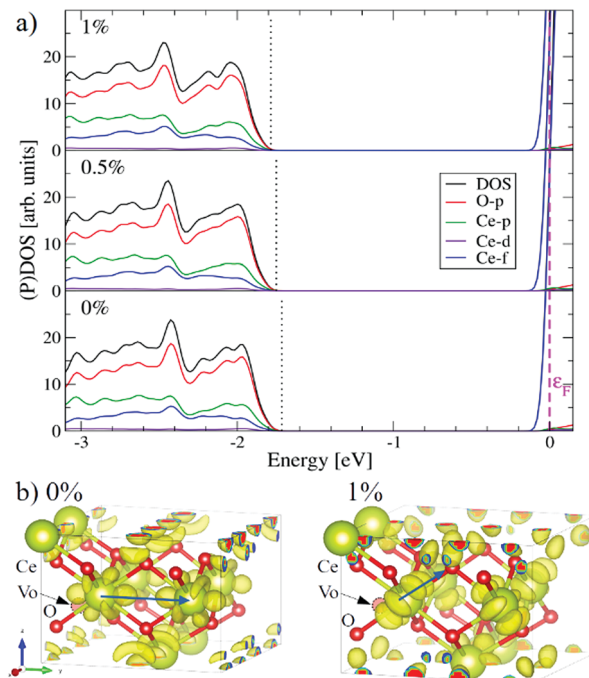 a)
1%
20
10
0
0.5%
20
10
0
0%
20
10
0
(P)DOS [arb. units]
DOS
O-p
Ce-p
Ce-d
Ce-f
εF
-3 -2 -1 0
Energy [eV]
b) 0% 1%
Ce
Vo
O
Ce
Vo
O